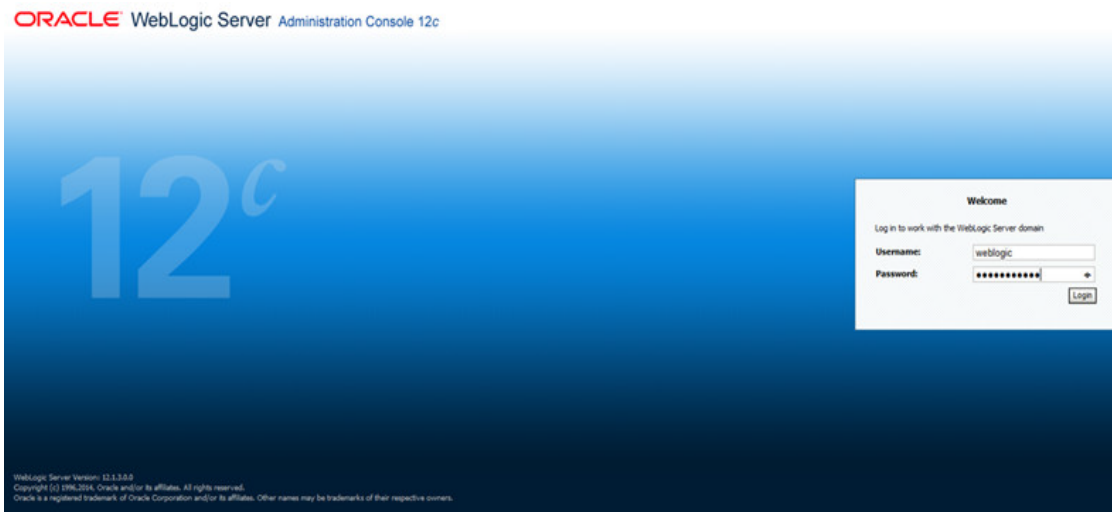 ORACLE WebLogic Server Administration Console 12c
12c
Welcome
Log in to work with the WebLogic Server domain
Username: weblogic
Password: ●●●●●●●●●●●
Login
WebLogic Server Version: 12.1.3.0.0
Copyright (c) 1996,2014, Oracle and/or its affiliates. All rights reserved.
Oracle is a registered trademark of Oracle Corporation and/or its affiliates. Other names may be trademarks of their respective owners.